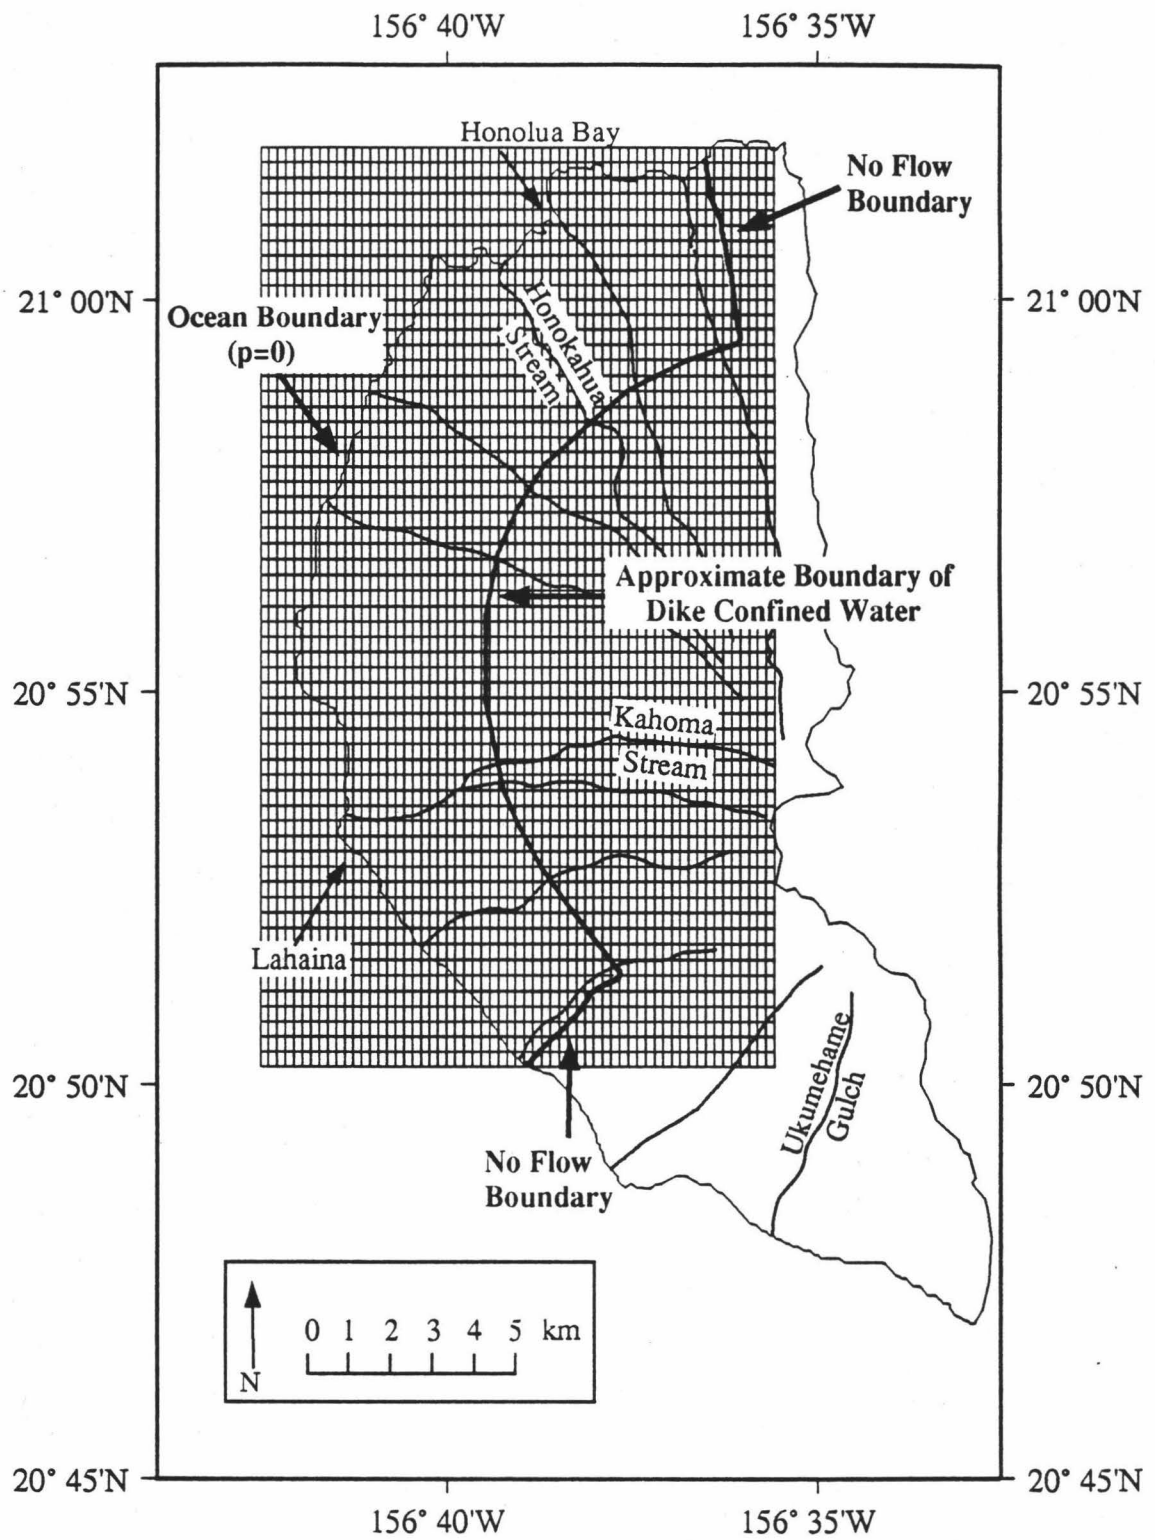 156° 40'W 156° 35'W
Honolua Bay
No Flow
Boundary
21° 00'N 21° 00'N
Ocean Boundary
(p=0)
Honokahua
Stream
Approximate Boundary of
Dike Confined Water
20° 55'N 20° 55'N
Kahoma
Stream
Lahaina
20° 50'N 20° 50'N
Ukumehame
Gulch
No Flow
Boundary
0 1 2 3 4 5 km
N
20° 45'N 20° 45'N
156° 40'W 156° 35'W